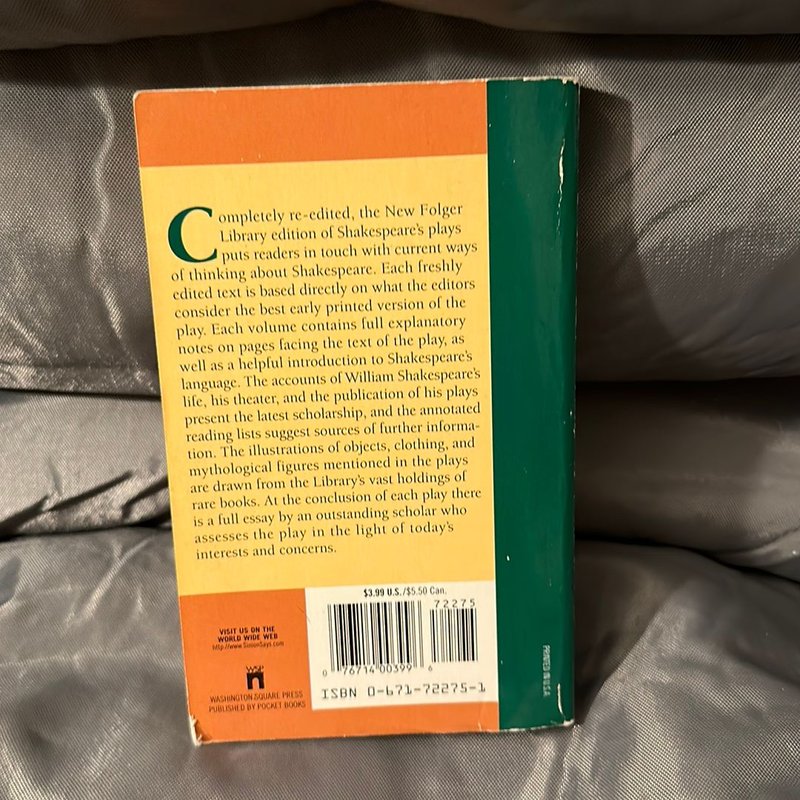 Completely re-edited, the New Folger
Library edition of Shakespeare's plays
puts readers in touch with current ways
of thinking about Shakespeare. Each freshly
edited text is based directly on what the editors
consider the best early printed version of the
play. Each volume contains full explanatory
notes on pages facing the text of the play, as
well as a helpful introduction to Shakespeare's
language. The accounts of William Shakespeare's
life, his theater, and the publication of his plays
present the latest scholarship, and the annotated
reading lists suggest sources of further informa-
tion. The illustrations of objects, clothing, and
mythological figures mentioned in the plays
are drawn from the Library's vast holdings of
rare books. At the conclusion of each play there
is a full essay by an outstanding scholar who
assesses the play in the light of today's
interests and concerns.
VISIT US ON THE
WORLD WIDE WEB
http://www.SimonSays.com
WSP
WASHINGTON SQUARE PRESS
PUBLISHED BY POCKET BOOKS
$3.99 U.S./$5.50 Can.
72275
0 76714 00399 6
ISBN 0-671-72275-1
PRINTED IN U.S.A.